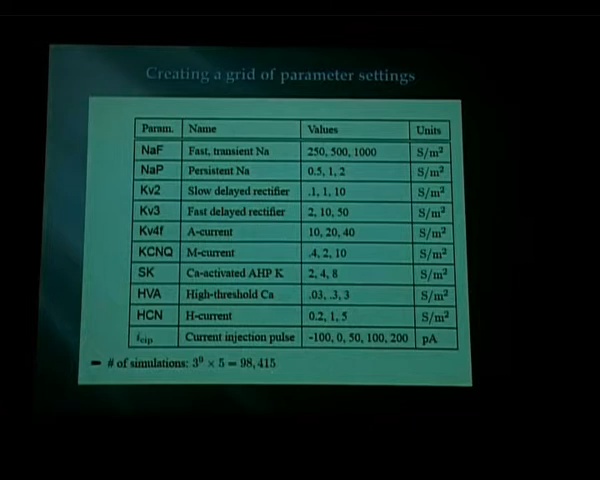 Creating a grid of parameter settings
Param. Name Values Units
NaF Fast, transient Na 250, 500, 1000 S/m²
NaP Persistent Na 0.5, 1, 2 S/m²
Kv2 Slow delayed rectifier .1, 1, 10 S/m²
Kv3 Fast delayed rectifier 2, 10, 50 S/m²
Kv4f A-current 10, 20, 40 S/m²
KCNQ M-current .4, 2, 10 S/m²
SK Ca-activated AHP K 2, 4, 8 S/m²
HVA High-threshold Ca .03, .3, 3 S/m²
HCN H-current 0.2, 1, 5 S/m²
i_cip Current injection pulse -100, 0, 50, 100, 200 pA
# of simulations: 3⁹ × 5 = 98, 415